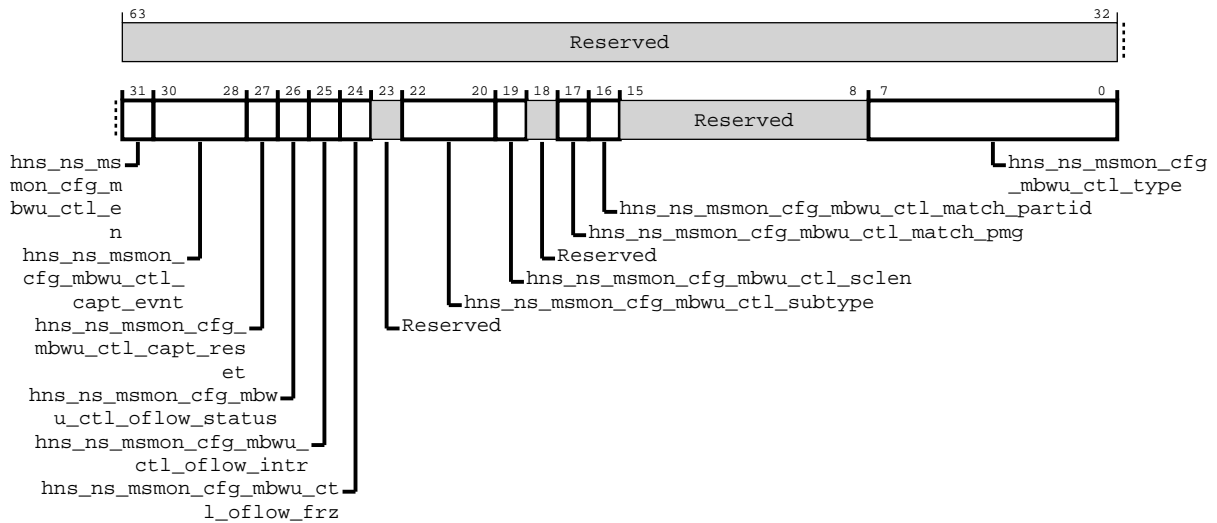 63 32
Reserved
31 30 28 27 26 25 24 23 22 20 19 18 17 16 15 8 7 0
Reserved
hns_ns_ms
mon_cfg_m
bwu_ctl_e
n
hns_ns_msmon_cfg
_mbwu_ctl_type
hns_ns_msmon_cfg_mbwu_ctl_match_partid
hns_ns_msmon_cfg_mbwu_ctl_match_pmg
hns_ns_msmon_
cfg_mbwu_ctl_
capt_evnt
Reserved
hns_ns_msmon_cfg_mbwu_ctl_sclen
hns_ns_msmon_cfg_mbwu_ctl_subtype
hns_ns_msmon_cfg_
mbwu_ctl_capt_res
et
Reserved
hns_ns_msmon_cfg_mbw
u_ctl_oflow_status
hns_ns_msmon_cfg_mbwu_
ctl_oflow_intr
hns_ns_msmon_cfg_mbwu_ct
l_oflow_frz